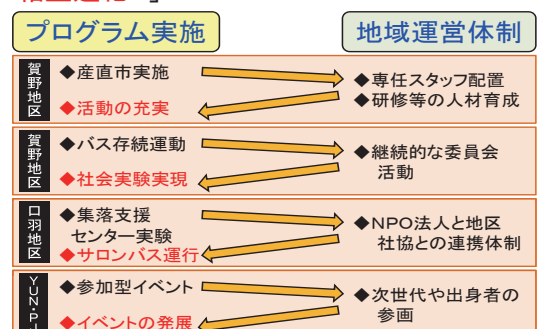 プログラム実施
地域運営体制
賀野地区
◆産直市実施
◆活動の充実
◆専任スタッフ配置
◆研修等の人材育成
賀野地区
◆バス存続運動
◆社会実験実現
◆継続的な委員会
活動
口羽地区
◆集落支援
センター実験
◆サロンバス運行
◆NPO法人と地区
社協との連携体制
YUN・P
◆参加型イベント
◆イベントの発展
◆次世代や出身者の
参画